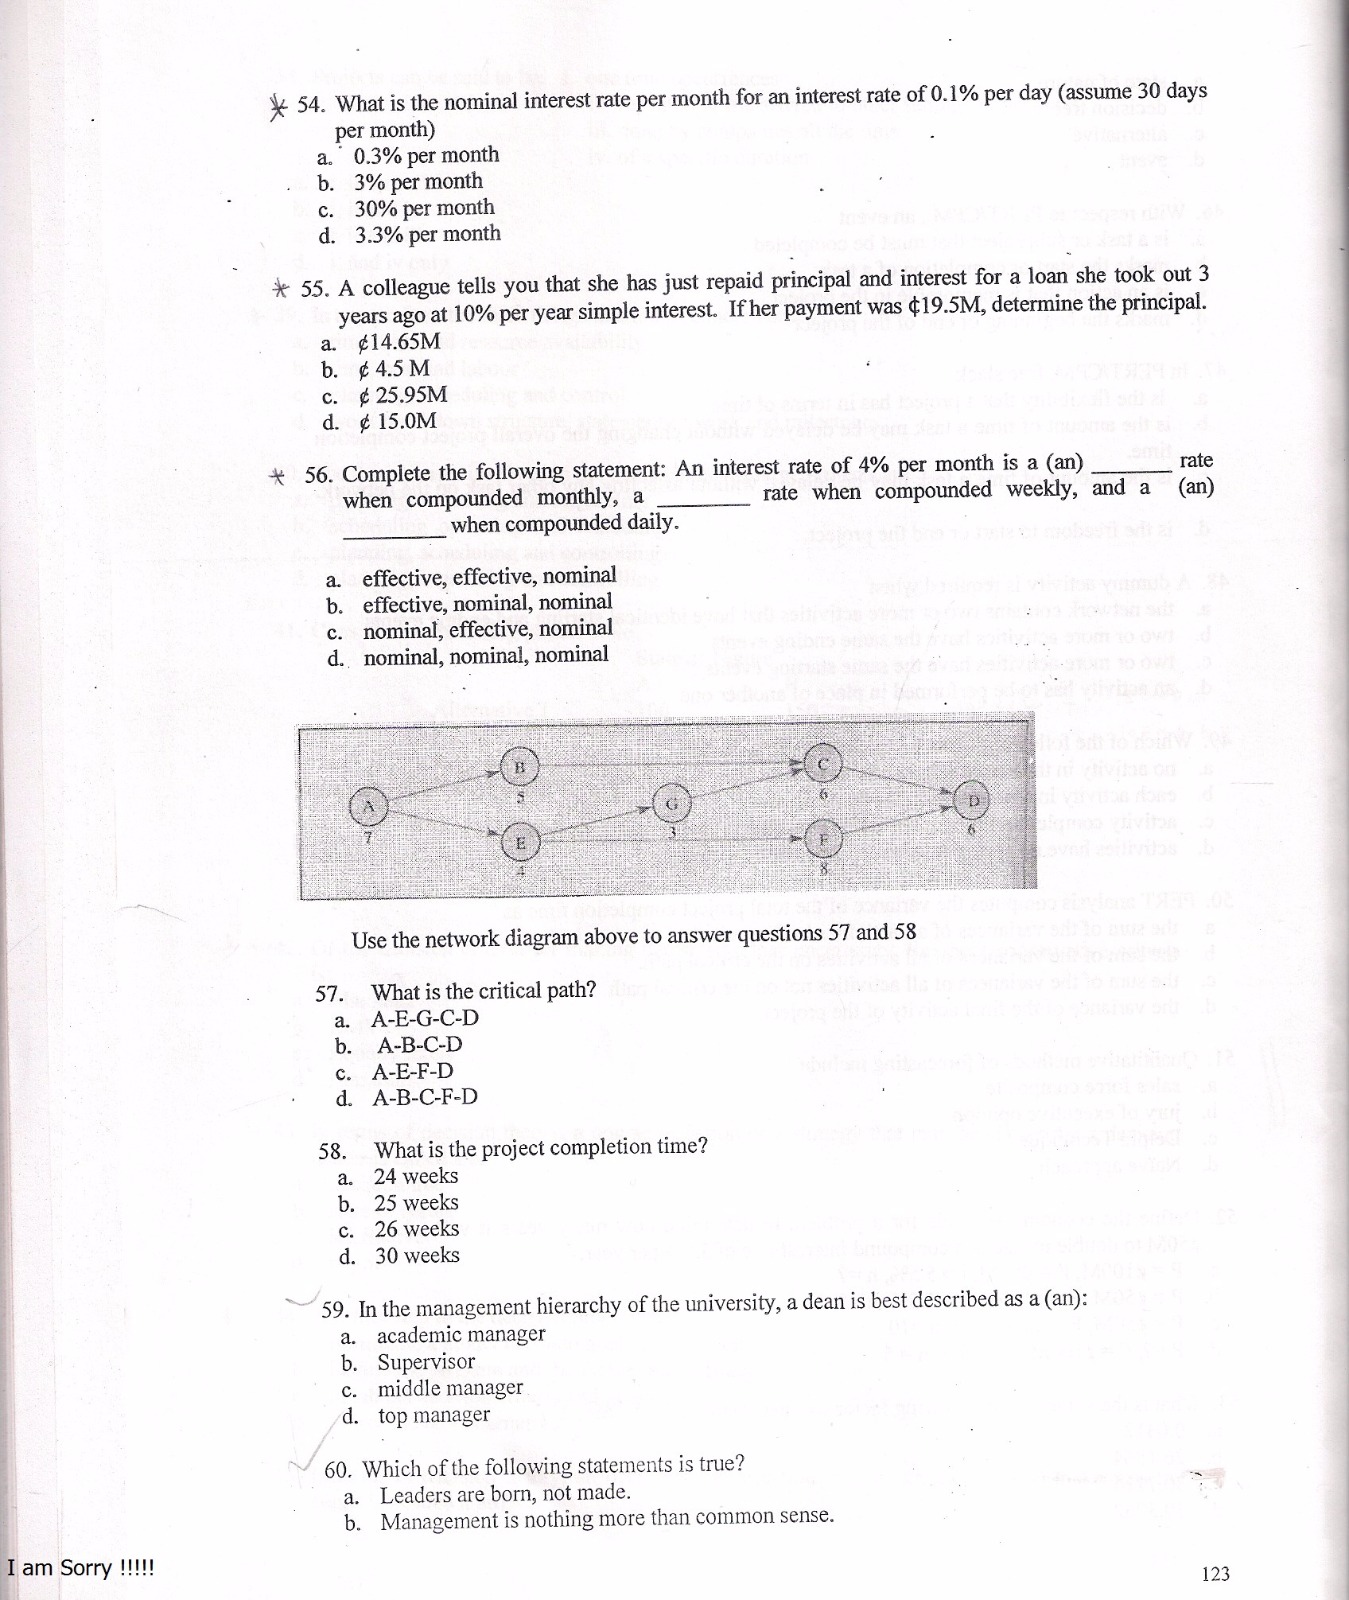 54. What is the nominal interest rate per month for an interest rate of 0.1% per day (assume 30 days
per month)
a. 0.3% per month
b. 3% per month
c. 30% per month
d. 3.3% per month
55. A colleague tells you that she has just repaid principal and interest for a loan she took out 3
years ago at 10% per year simple interest. If her payment was ₵19.5M, determine the principal.
a. ₵14.65M
b. ₵ 4.5 M
c. ₵ 25.95M
d. ₵ 15.0M
56. Complete the following statement: An interest rate of 4% per month is a (an) ________ rate
when compounded monthly, a _________ rate when compounded weekly, and a (an)
__________ when compounded daily.
a. effective, effective, nominal
b. effective, nominal, nominal
c. nominal, effective, nominal
d. nominal, nominal, nominal
A
7
B
5
E
4
G
3
C
6
F
8
D
6
Use the network diagram above to answer questions 57 and 58
57. What is the critical path?
a. A-E-G-C-D
b. A-B-C-D
c. A-E-F-D
d. A-B-C-F-D
58. What is the project completion time?
a. 24 weeks
b. 25 weeks
c. 26 weeks
d. 30 weeks
59. In the management hierarchy of the university, a dean is best described as a (an):
a. academic manager
b. Supervisor
c. middle manager
d. top manager
60. Which of the following statements is true?
a. Leaders are born, not made.
b. Management is nothing more than common sense.
I am Sorry !!!!!
123